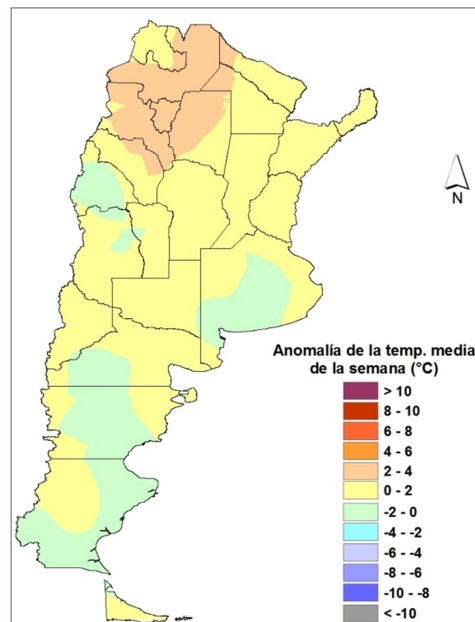 N
Anomalía de la temp. media
de la semana (°C)
> 10
8 - 10
6 - 8
4 - 6
2 - 4
0 - 2
-2 - 0
-4 - -2
-6 - -4
-8 - -6
-10 - -8
< -10